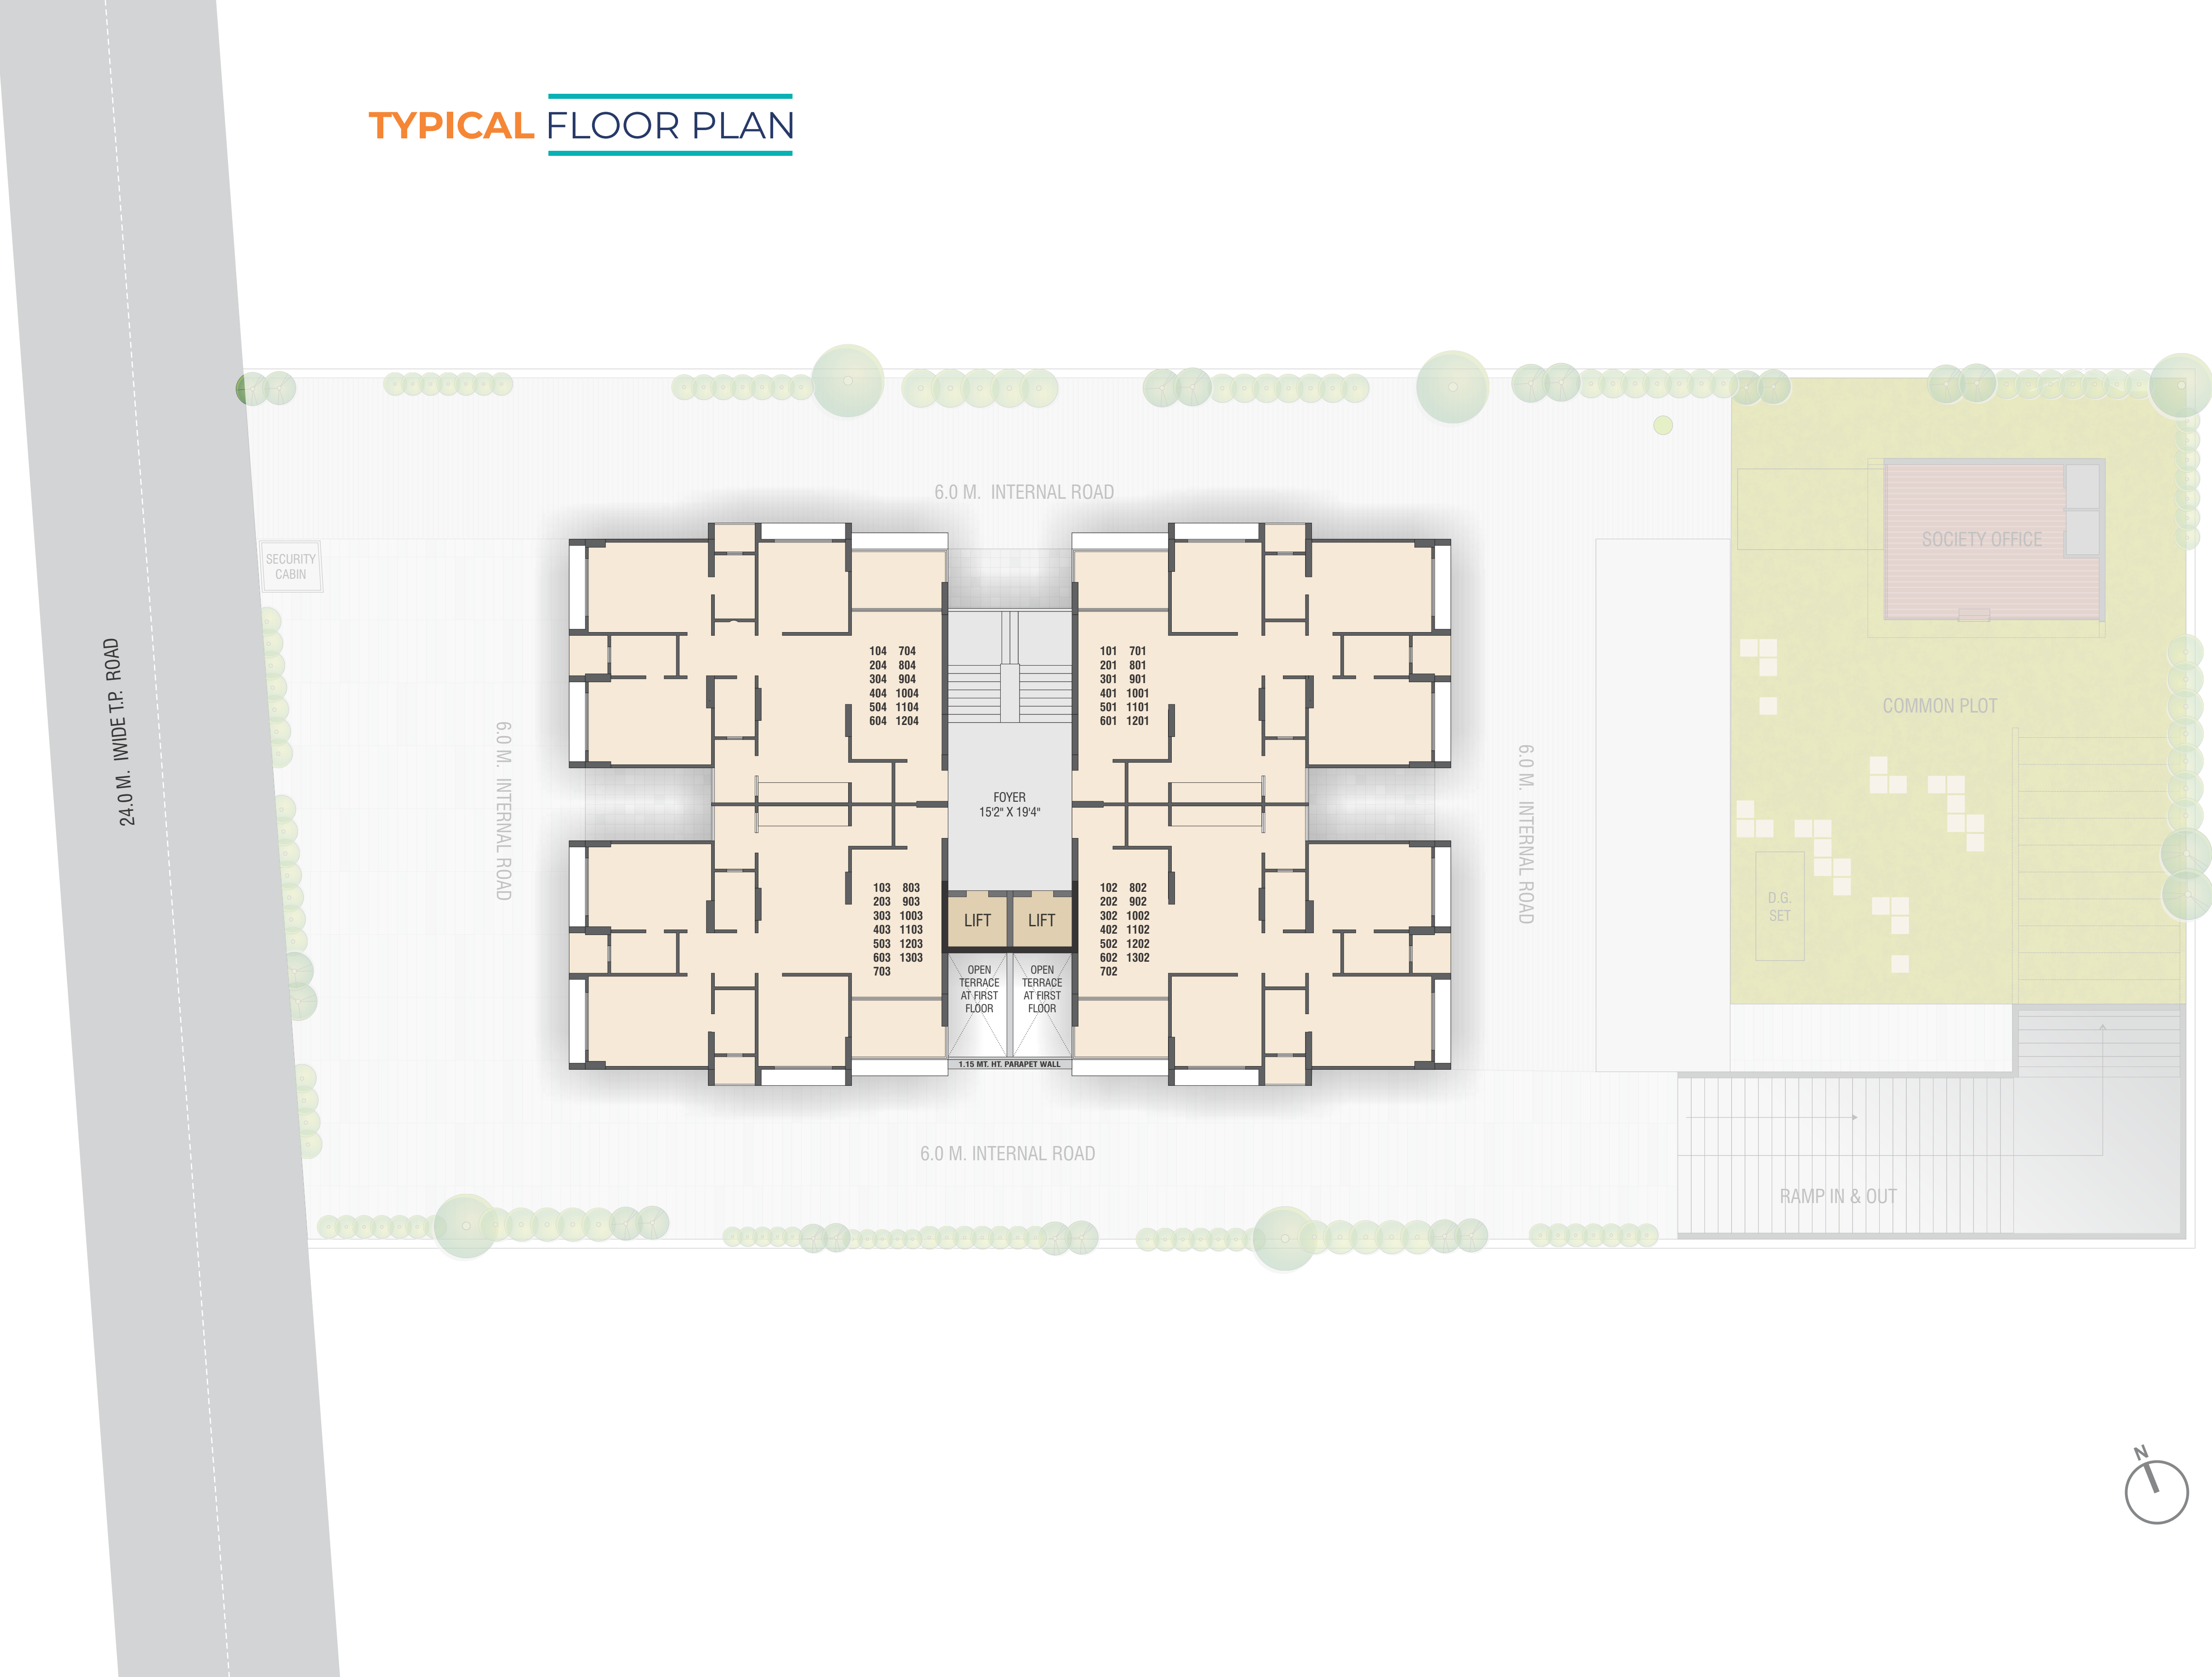 TYPICAL FLOOR PLAN
24.0 M. IWIDE T.P. ROAD
6.0 M. INTERNAL ROAD
SECURITY
CABIN
SOCIETY OFFICE
COMMON PLOT
6.0 M. INTERNAL ROAD
6.0 M. INTERNAL ROAD
104 704
204 804
304 904
404 1004
504 1104
604 1204
101 701
201 801
301 901
401 1001
501 1101
601 1201
FOYER
15'2" X 19'4"
103 803
203 903
303 1003
403 1103
503 1203
603 1303
703
LIFT
LIFT
102 802
202 902
302 1002
402 1102
502 1202
602 1302
702
OPEN
TERRACE
AT FIRST
FLOOR
OPEN
TERRACE
AT FIRST
FLOOR
1.15 MT. HT. PARAPET WALL
D.G.
SET
6.0 M. INTERNAL ROAD
RAMP IN & OUT
N